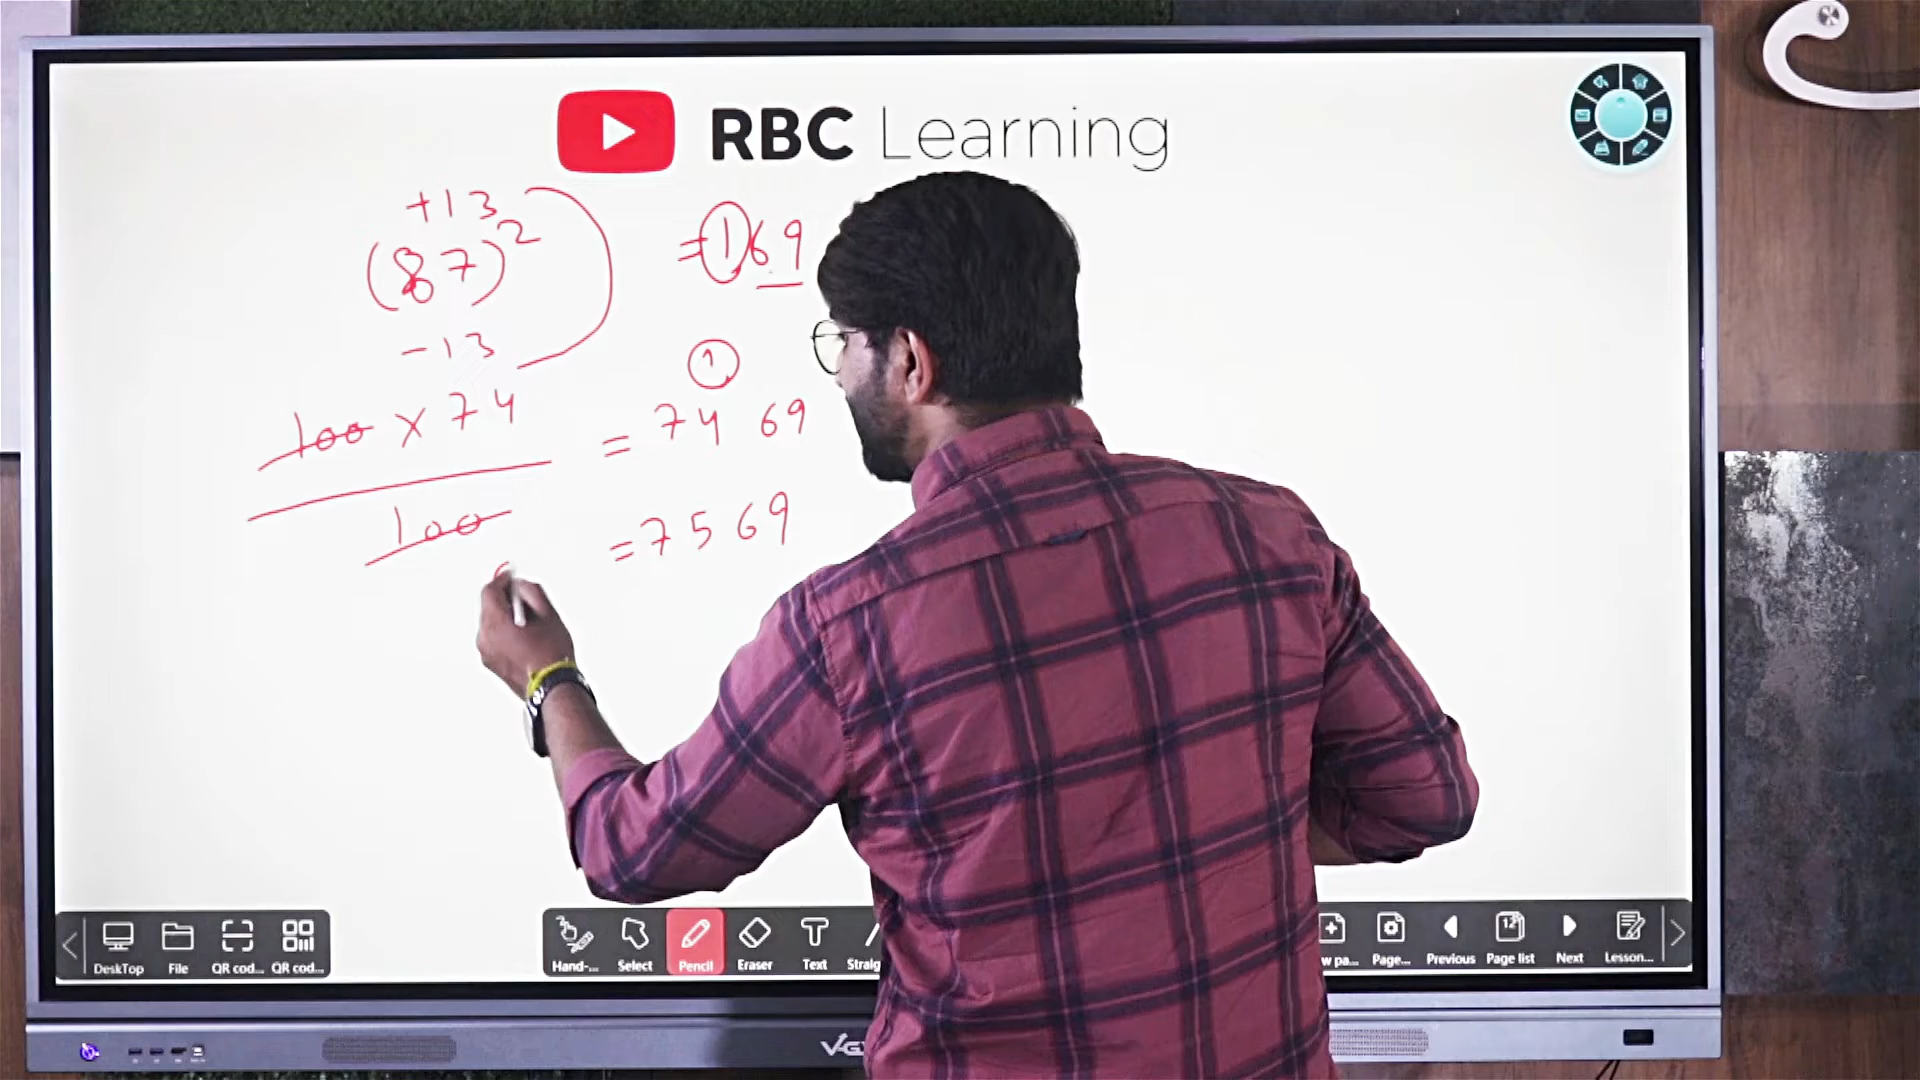 RBC Learning
+13
(87)²
-13
= 169
1
100 x 74
= 74 69
100
= 7569
DeskTop File QR cod... QR cod...
Hand-... Select Pencil Eraser Text
Page... Previous Page list Next Lesson...
12